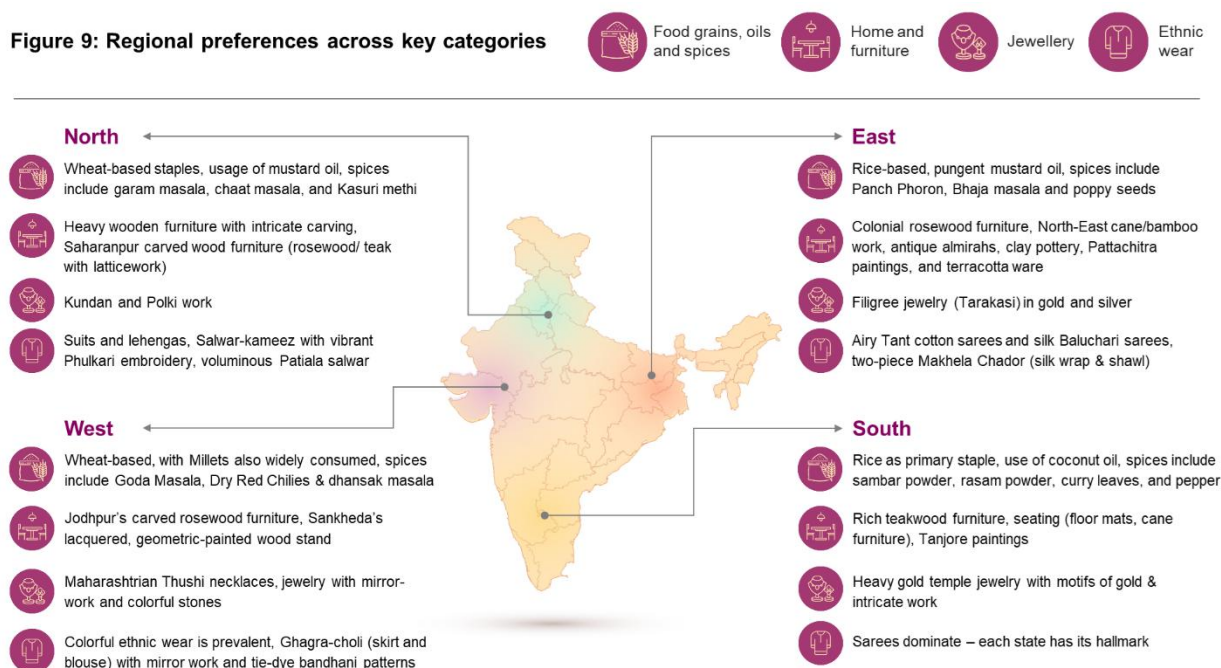 Figure 9: Regional preferences across key categories
Food grains, oils
and spices
Home and
furniture
Jewellery
Ethnic
wear
North
Wheat-based staples, usage of mustard oil, spices
include garam masala, chaat masala, and Kasuri methi
Heavy wooden furniture with intricate carving,
Saharanpur carved wood furniture (rosewood/ teak
with latticework)
Kundan and Polki work
Suits and lehengas, Salwar-kameez with vibrant
Phulkari embroidery, voluminous Patiala salwar
East
Rice-based, pungent mustard oil, spices include
Panch Phoron, Bhaja masala and poppy seeds
Colonial rosewood furniture, North-East cane/bamboo
work, antique almirahs, clay pottery, Pattachitra
paintings, and terracotta ware
Filigree jewelry (Tarakasi) in gold and silver
Airy Tant cotton sarees and silk Baluchari sarees,
two-piece Makhela Chador (silk wrap & shawl)
West
Wheat-based, with Millets also widely consumed, spices
include Goda Masala, Dry Red Chilies & dhansak masala
Jodhpur's carved rosewood furniture, Sankheda's
lacquered, geometric-painted wood stand
Maharashtrian Thushi necklaces, jewelry with mirror-
work and colorful stones
Colorful ethnic wear is prevalent, Ghagra-choli (skirt and
blouse) with mirror work and tie-dye bandhani patterns
South
Rice as primary staple, use of coconut oil, spices include
sambar powder, rasam powder, curry leaves, and pepper
Rich teakwood furniture, seating (floor mats, cane
furniture), Tanjore paintings
Heavy gold temple jewelry with motifs of gold &
intricate work
Sarees dominate – each state has its hallmark